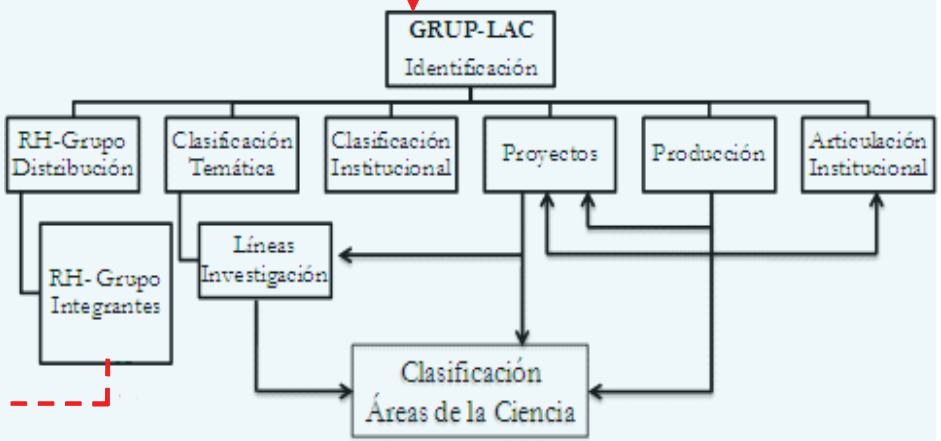 GRUP-LAC
Identificación
RH-Grupo
Distribución
Clasificación
Temática
Clasificación
Institucional
Proyectos
Producción
Articulación
Institucional
Líneas
Investigación
RH- Grupo
Integrantes
Clasificación
Áreas de la Ciencia